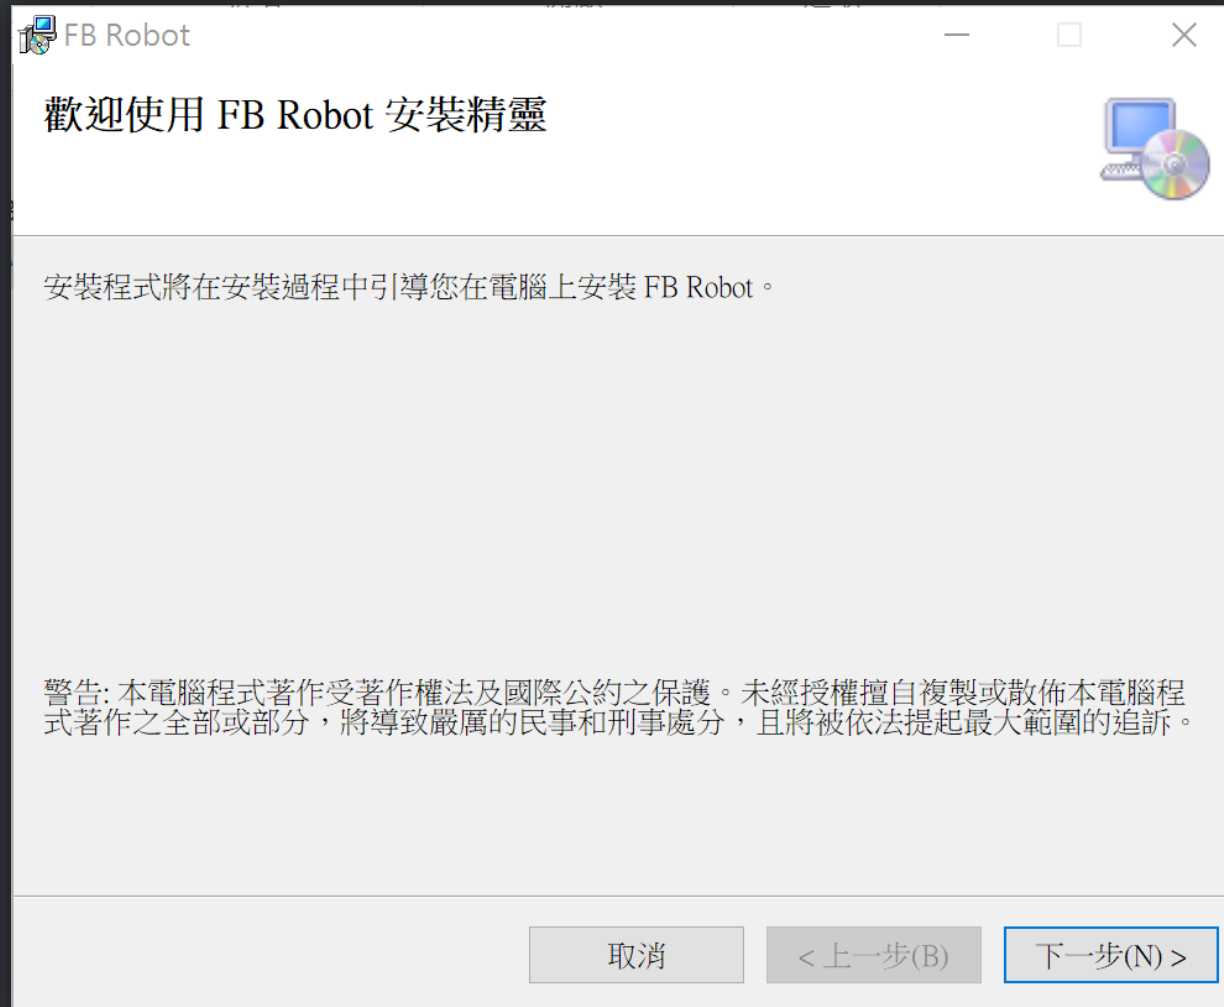 FB Robot
歡迎使用 FB Robot 安裝精靈
安裝程式將在安裝過程中引導您在電腦上安裝 FB Robot。
警告: 本電腦程式著作受著作權法及國際公約之保護。未經授權擅自複製或散佈本電腦程
式著作之全部或部分，將導致嚴厲的民事和刑事處分，且將被依法提起最大範圍的追訴。
取消
< 上一步(B)
下一步(N) >